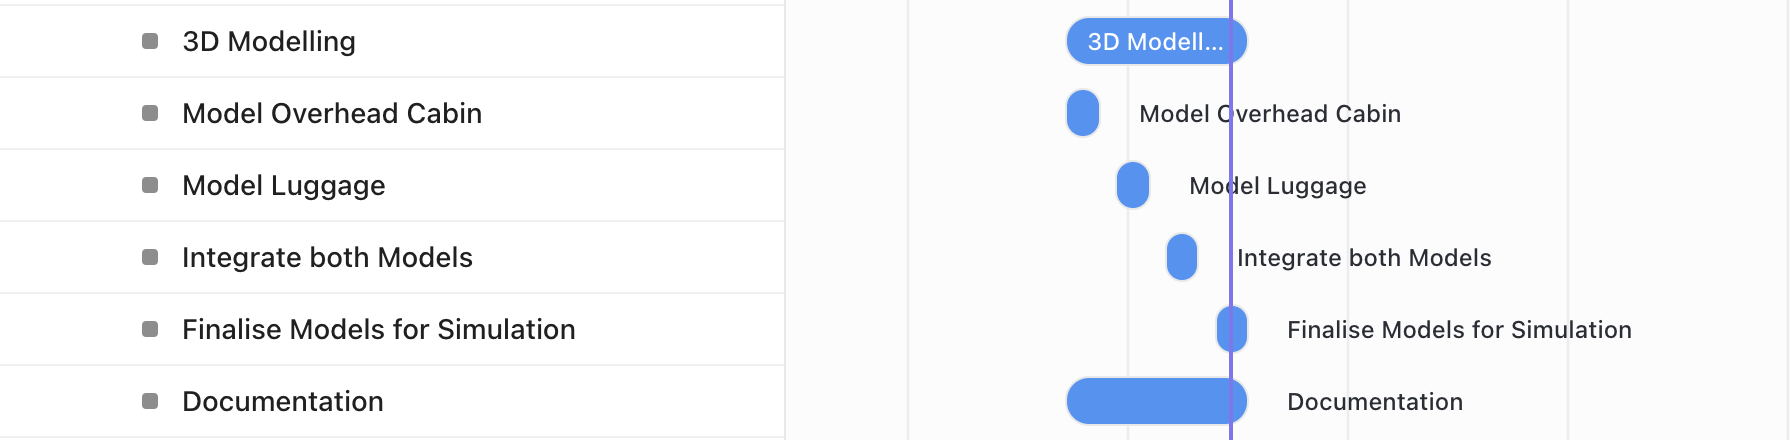 3D Modelling
3D Modell...
Model Overhead Cabin
Model Overhead Cabin
Model Luggage
Model Luggage
Integrate both Models
Integrate both Models
Finalise Models for Simulation
Finalise Models for Simulation
Documentation
Documentation